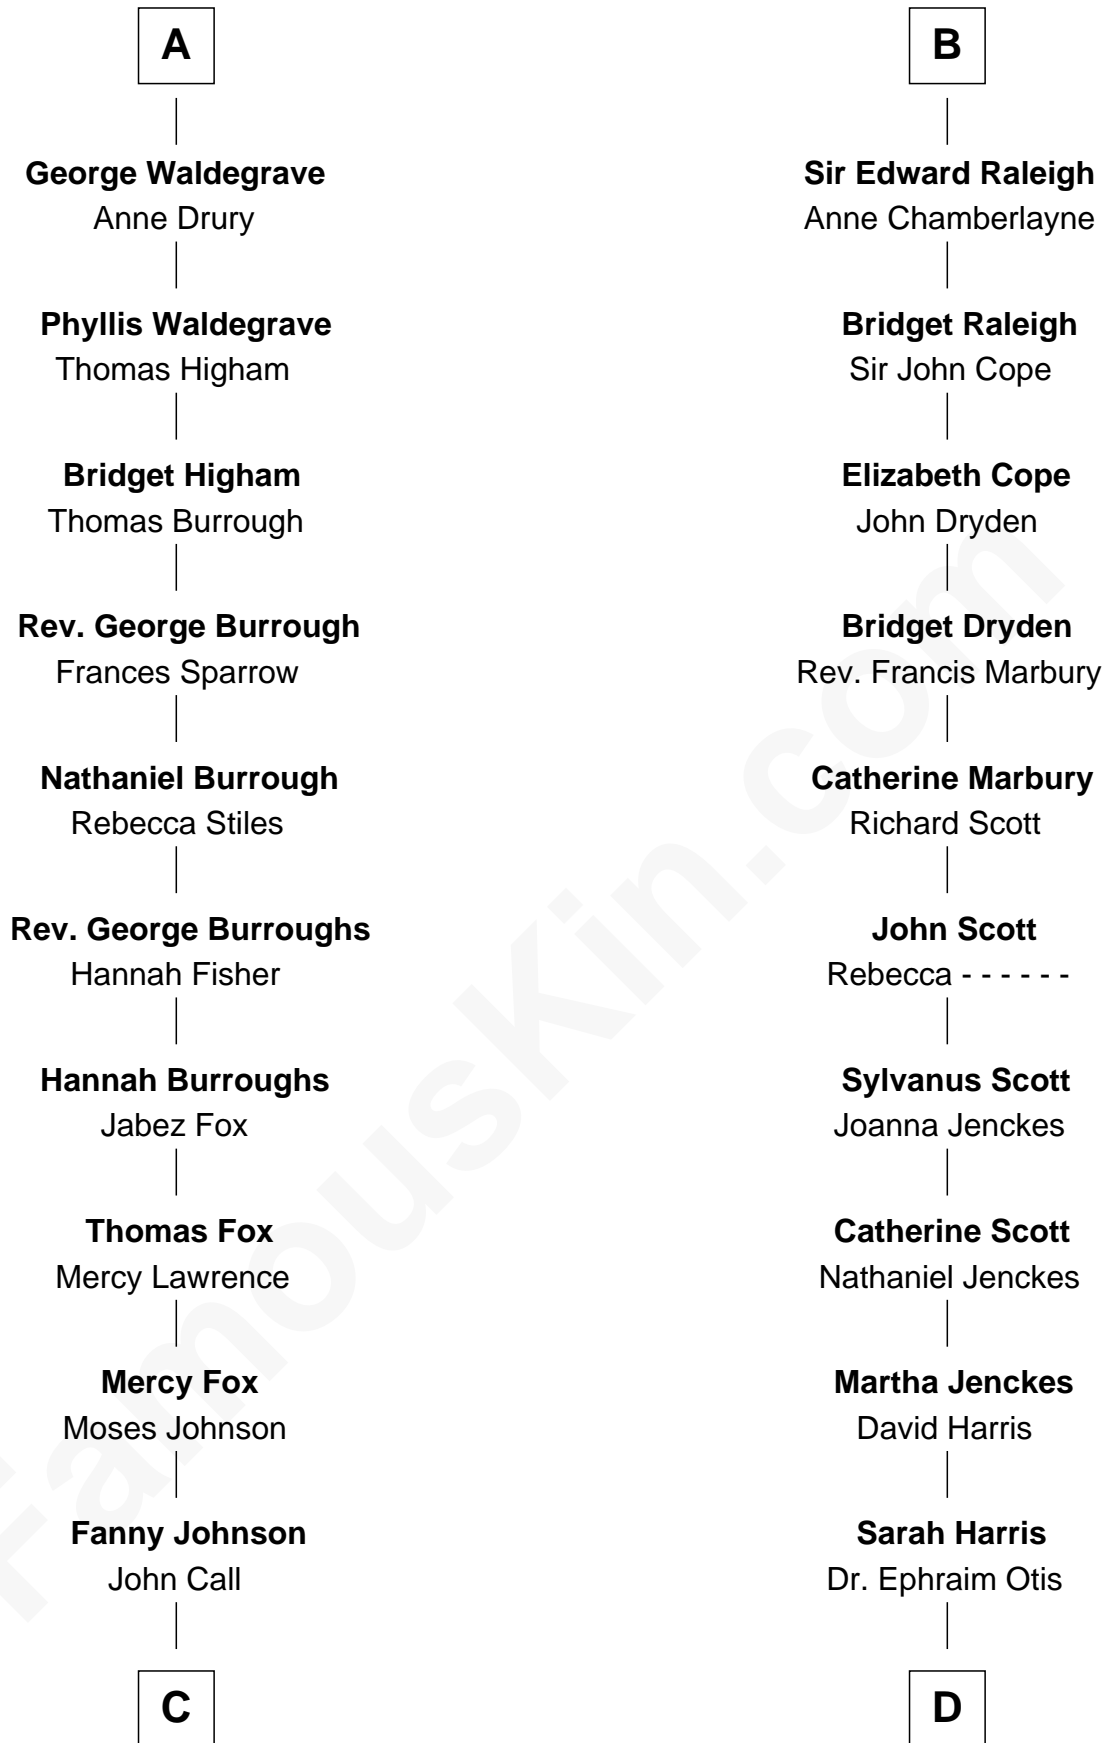 A
George Waldegrave
Anne Drury
Phyllis Waldegrave
Thomas Higham
Bridget Higham
Thomas Burrough
Rev. George Burrough
Frances Sparrow
Nathaniel Burrough
Rebecca Stiles
Rev. George Burroughs
Hannah Fisher
Hannah Burroughs
Jabez Fox
Thomas Fox
Mercy Lawrence
Mercy Fox
Moses Johnson
Fanny Johnson
John Call
C
B
Sir Edward Raleigh
Anne Chamberlayne
Bridget Raleigh
Sir John Cope
Elizabeth Cope
John Dryden
Bridget Dryden
Rev. Francis Marbury
Catherine Marbury
Richard Scott
John Scott
Rebecca - - - - - -
Sylvanus Scott
Joanna Jenckes
Catherine Scott
Nathaniel Jenckes
Martha Jenckes
David Harris
Sarah Harris
Dr. Ephraim Otis
D
FamousKin.com